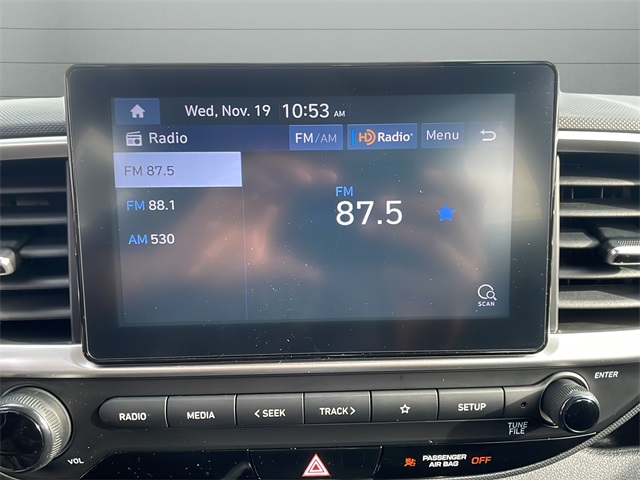 Wed, Nov. 19 10:53 AM
Radio FM/AM HD Radio Menu
FM 87.5
FM 88.1
AM 530
FM
87.5
SCAN
ENTER
RADIO MEDIA < SEEK TRACK > SETUP
TUNE
FILE
VOL
PASSENGER
AIR BAG OFF